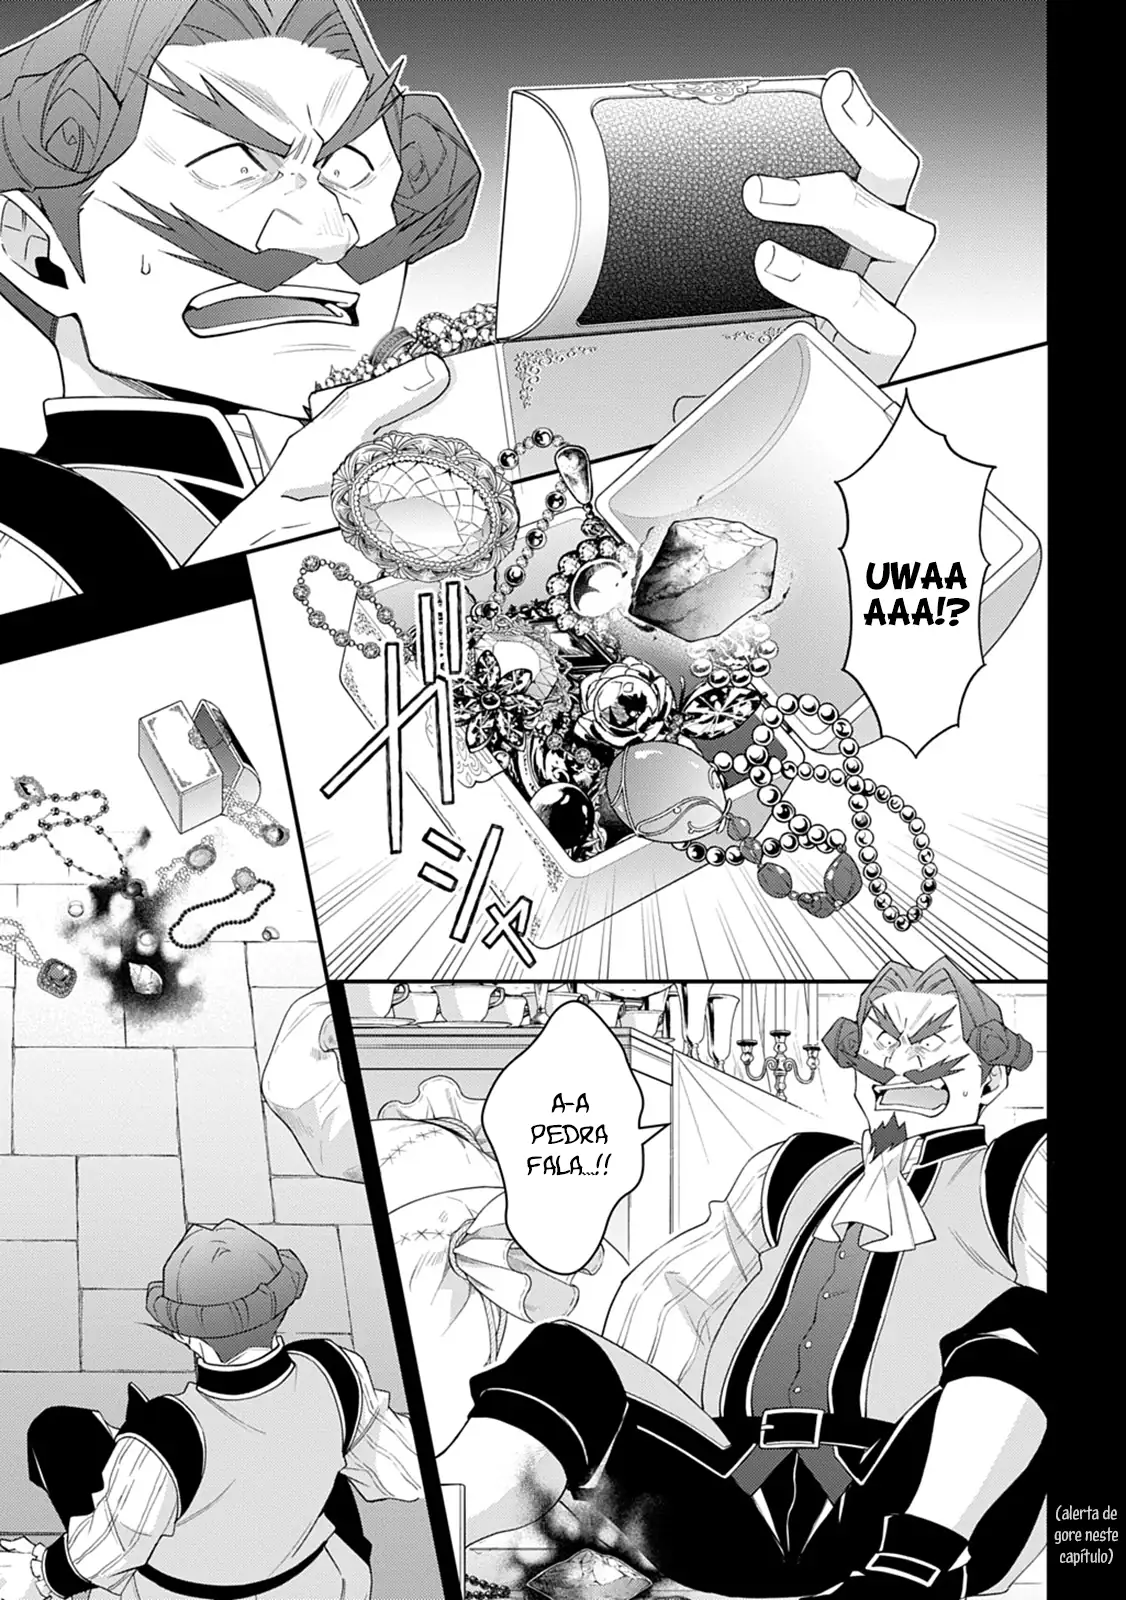 UWAA
AAA!?
ガ
シャ
A-A
PEDRA
FALA...!!
(alerta de
gore neste
capítulo)